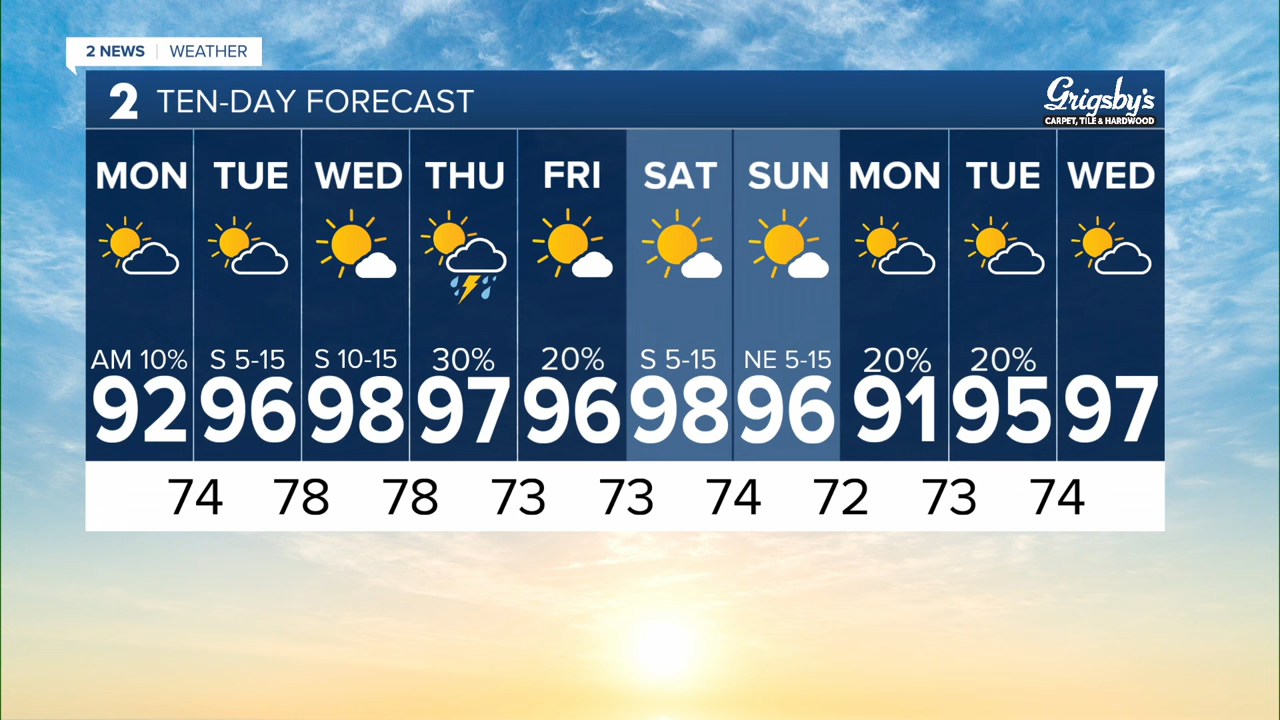 2 NEWS | WEATHER
2 TEN-DAY FORECAST
Grigsby's
CARPET, TILE & HARDWOOD
MON TUE WED THU FRI SAT SUN MON TUE WED
AM 10% S 5-15 S 10-15 30% 20% S 5-15 NE 5-15 20% 20%
92 96 98 97 96 98 96 91 95 97
74 78 78 73 73 74 72 73 74